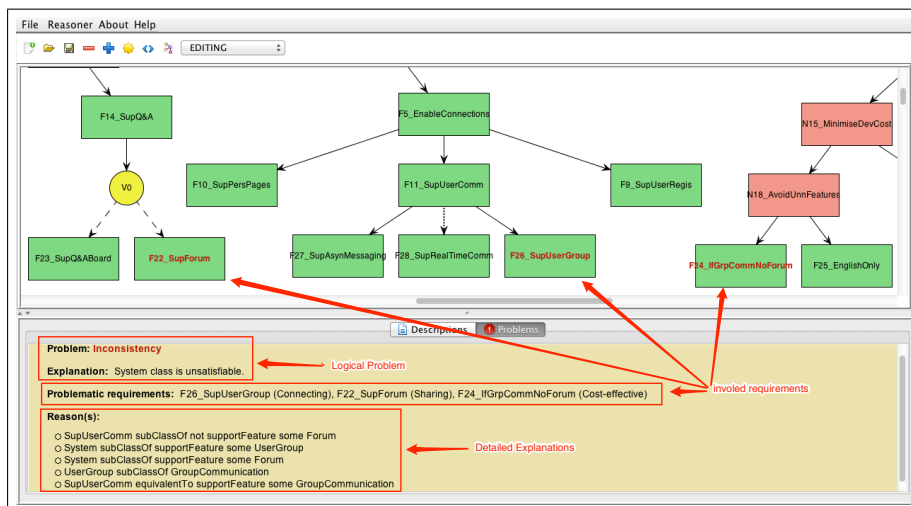 File Reasoner About Help
EDITING
F14_SupQ&A
F5_EnableConnections
N15_MinimiseDevCost
V0
F10_SupPersPages
F11_SupUserComm
F9_SupUserRegis
N18_AvoidUnnFeatures
F23_SupQ&ABoard
F22_SupForum
F27_SupAsynMessaging
F28_SupRealTimeComm
F26_SupUserGroup
F24_IfGrpCommNoForum
F25_EnglishOnly
Descriptions
Problems
Problem: Inconsistency
Explanation: System class is unsatisfiable.
Logical Problem
Problematic requirements: F26_SupUserGroup (Connecting), F22_SupForum (Sharing), F24_IfGrpCommNoForum (Cost-effective)
involed requirements
Reason(s):
SupUserComm subClassOf not supportFeature some Forum
System subClassOf supportFeature some UserGroup
System subClassOf supportFeature some Forum
UserGroup subClassOf GroupCommunication
SupUserComm equivalentTo supportFeature some GroupCommunication
Detailed Explanations